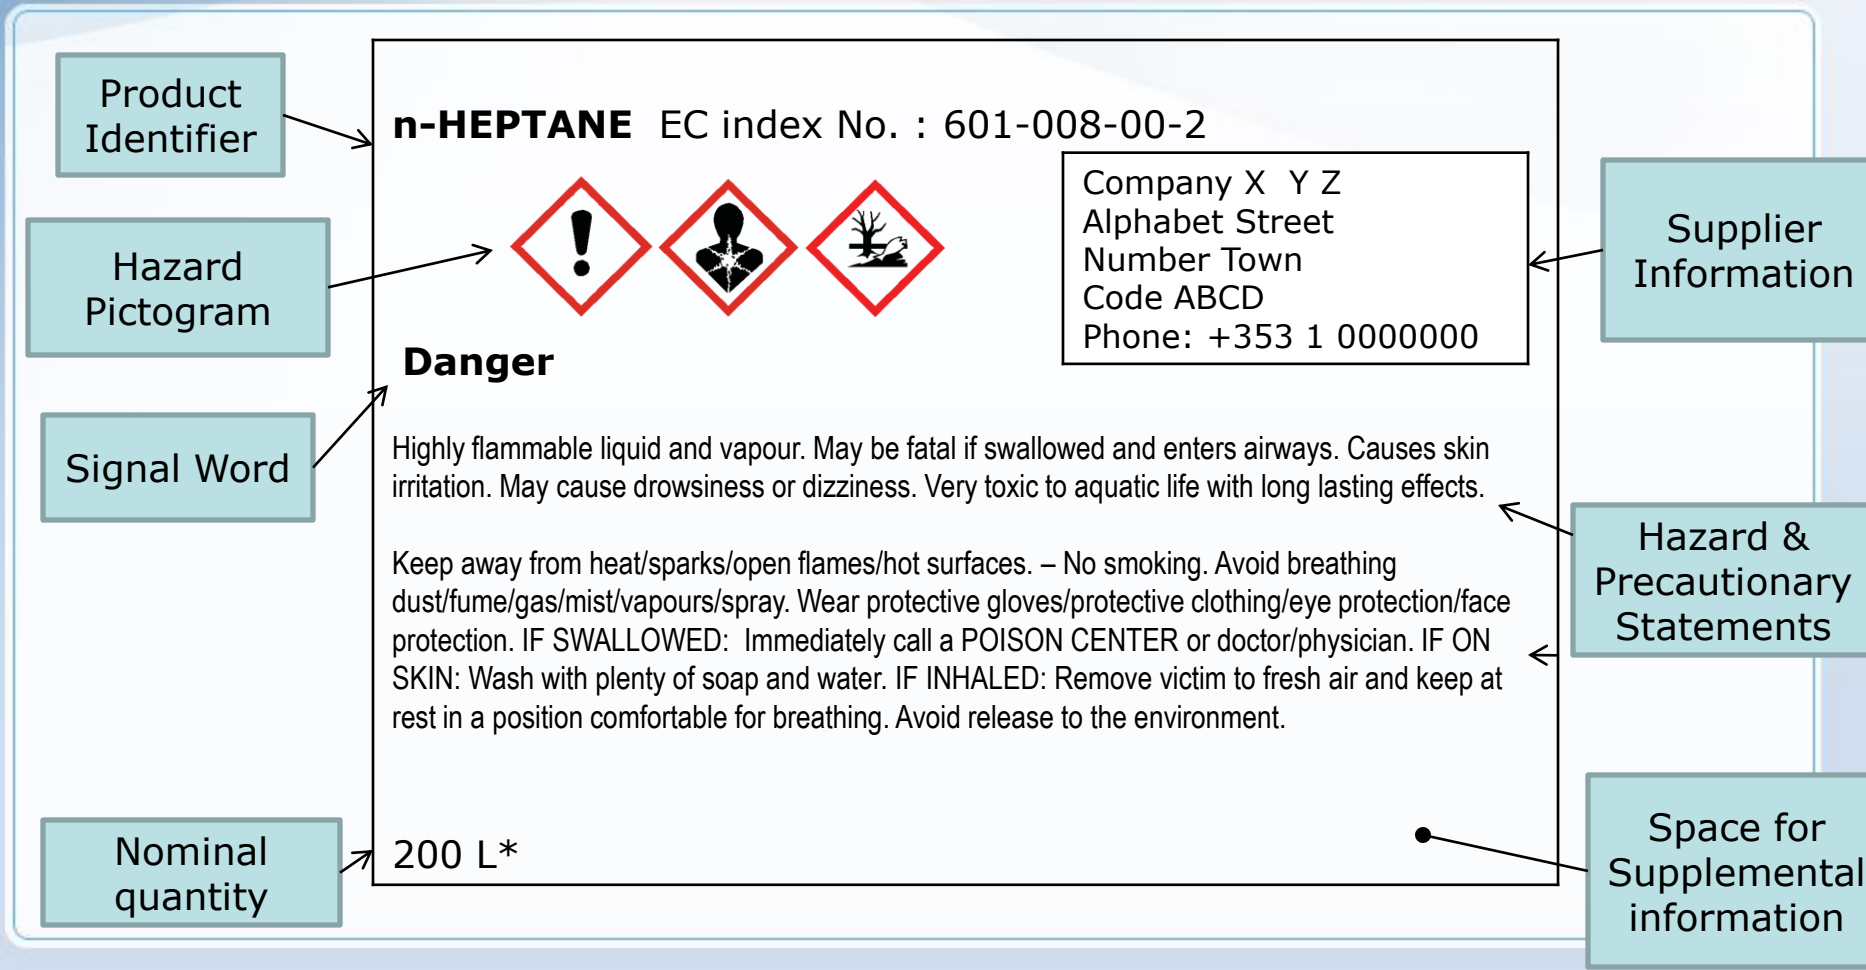 Product
Identifier
n-HEPTANE EC index No. : 601-008-00-2
Hazard
Pictogram
Company X Y Z
Alphabet Street
Number Town
Code ABCD
Phone: +353 1 0000000
Supplier
Information
Signal Word
Danger
Highly flammable liquid and vapour. May be fatal if swallowed and enters airways. Causes skin
irritation. May cause drowsiness or dizziness. Very toxic to aquatic life with long lasting effects.
Keep away from heat/sparks/open flames/hot surfaces. – No smoking. Avoid breathing
dust/fume/gas/mist/vapours/spray. Wear protective gloves/protective clothing/eye protection/face
protection. IF SWALLOWED: Immediately call a POISON CENTER or doctor/physician. IF ON
SKIN: Wash with plenty of soap and water. IF INHALED: Remove victim to fresh air and keep at
rest in a position comfortable for breathing. Avoid release to the environment.
Hazard &
Precautionary
Statements
Nominal
quantity
200 L*
Space for
Supplemental
information